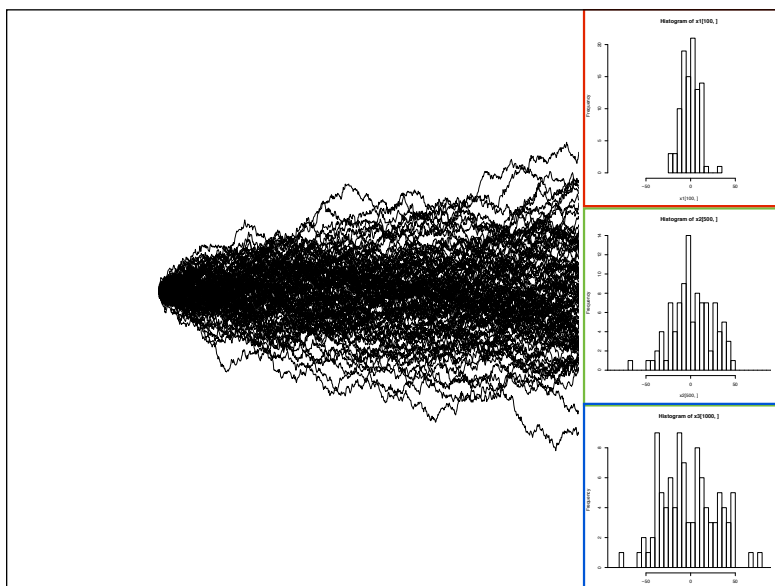 Histogram of x1[100, ]
Frequency
20
15
10
5
0
−50 0 50
x1[100, ]
Histogram of x2[500, ]
Frequency
14
12
10
8
6
4
2
0
−50 0 50
x2[500, ]
Histogram of x3[1000, ]
Frequency
8
6
4
2
0
−50 0 50